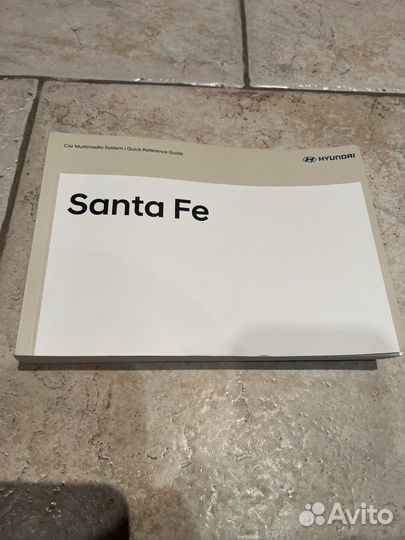 Car Multimedia System | Quick Reference Guide
HYUNDAI
Santa Fe
Avito